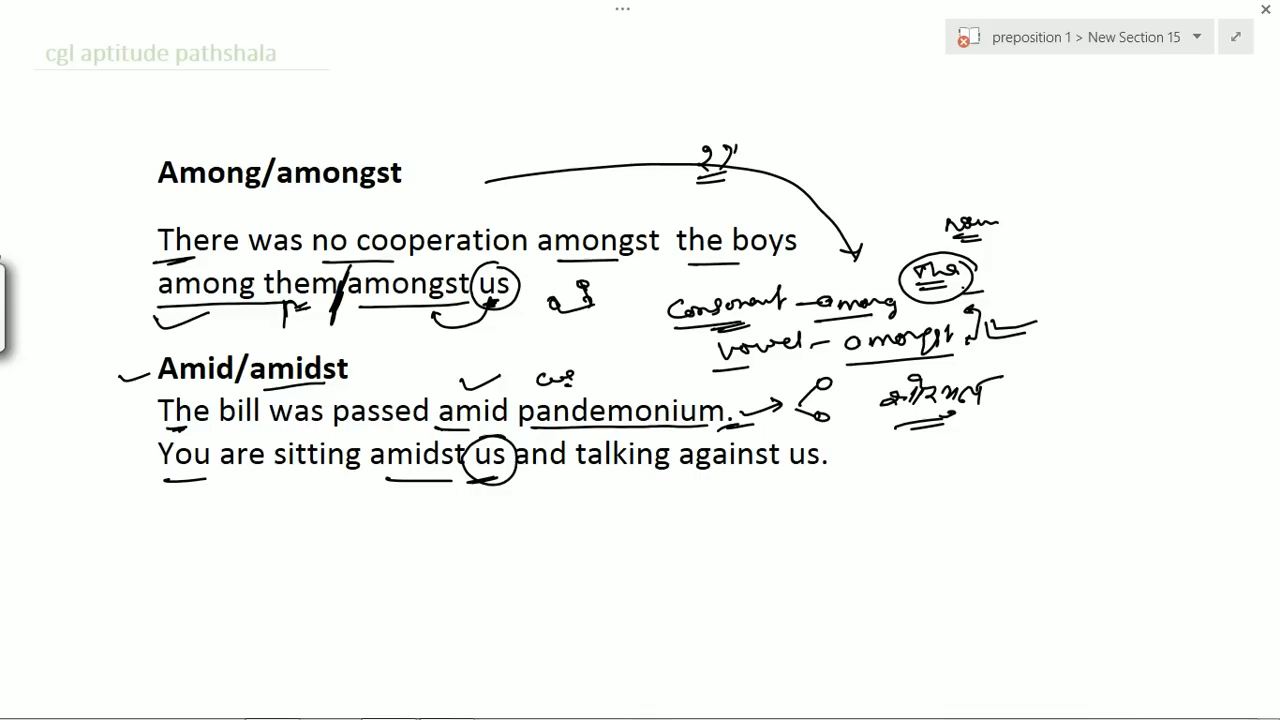 cgl aptitude pathshala
preposition 1 > New Section 15
Among/amongst
There was no cooperation amongst the boys
among them/amongst us
The
Consonant - among
Vowel - amongst
Amid/amidst
The bill was passed amid pandemonium.
You are sitting amidst us and talking against us.